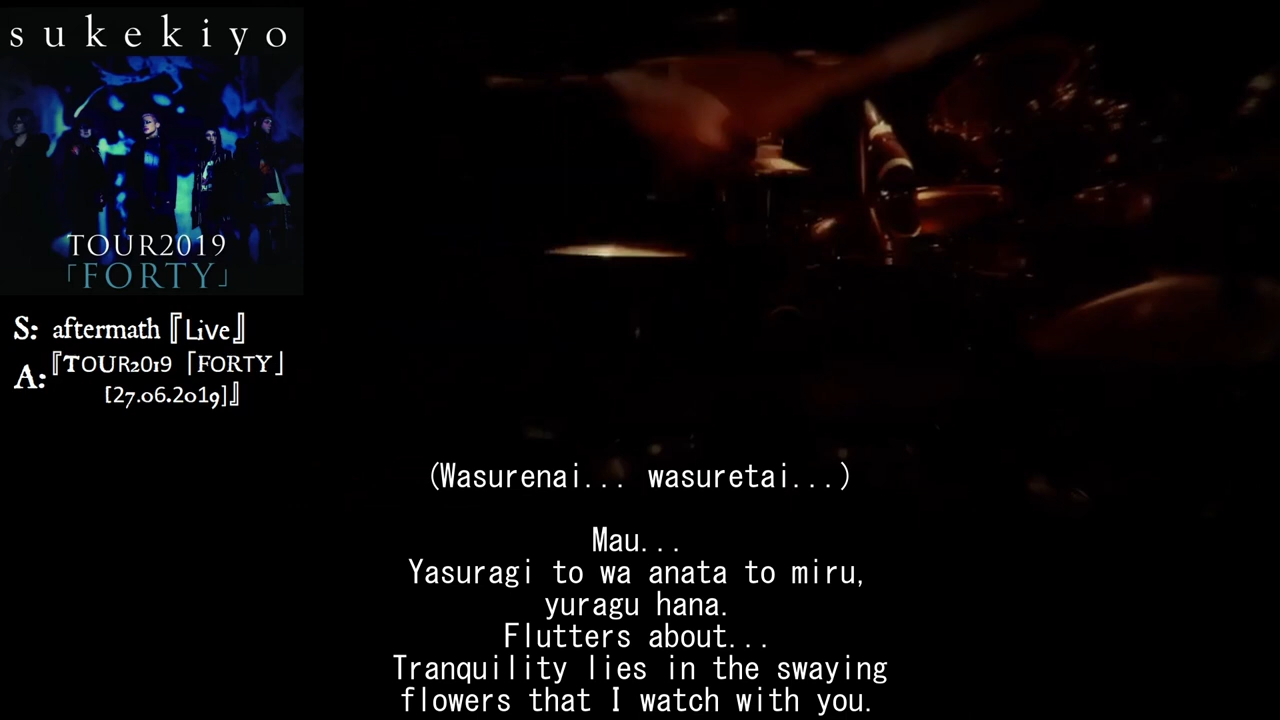 sukekiyo
TOUR2019
「FORTY」
S: aftermath『Live』
A:『TOUR2019「FORTY」
[27.06.2019]』
(Wasurenai... wasuretai...)
Mau...
Yasuragi to wa anata to miru,
yuragu hana.
Flutters about...
Tranquility lies in the swaying
flowers that I watch with you.